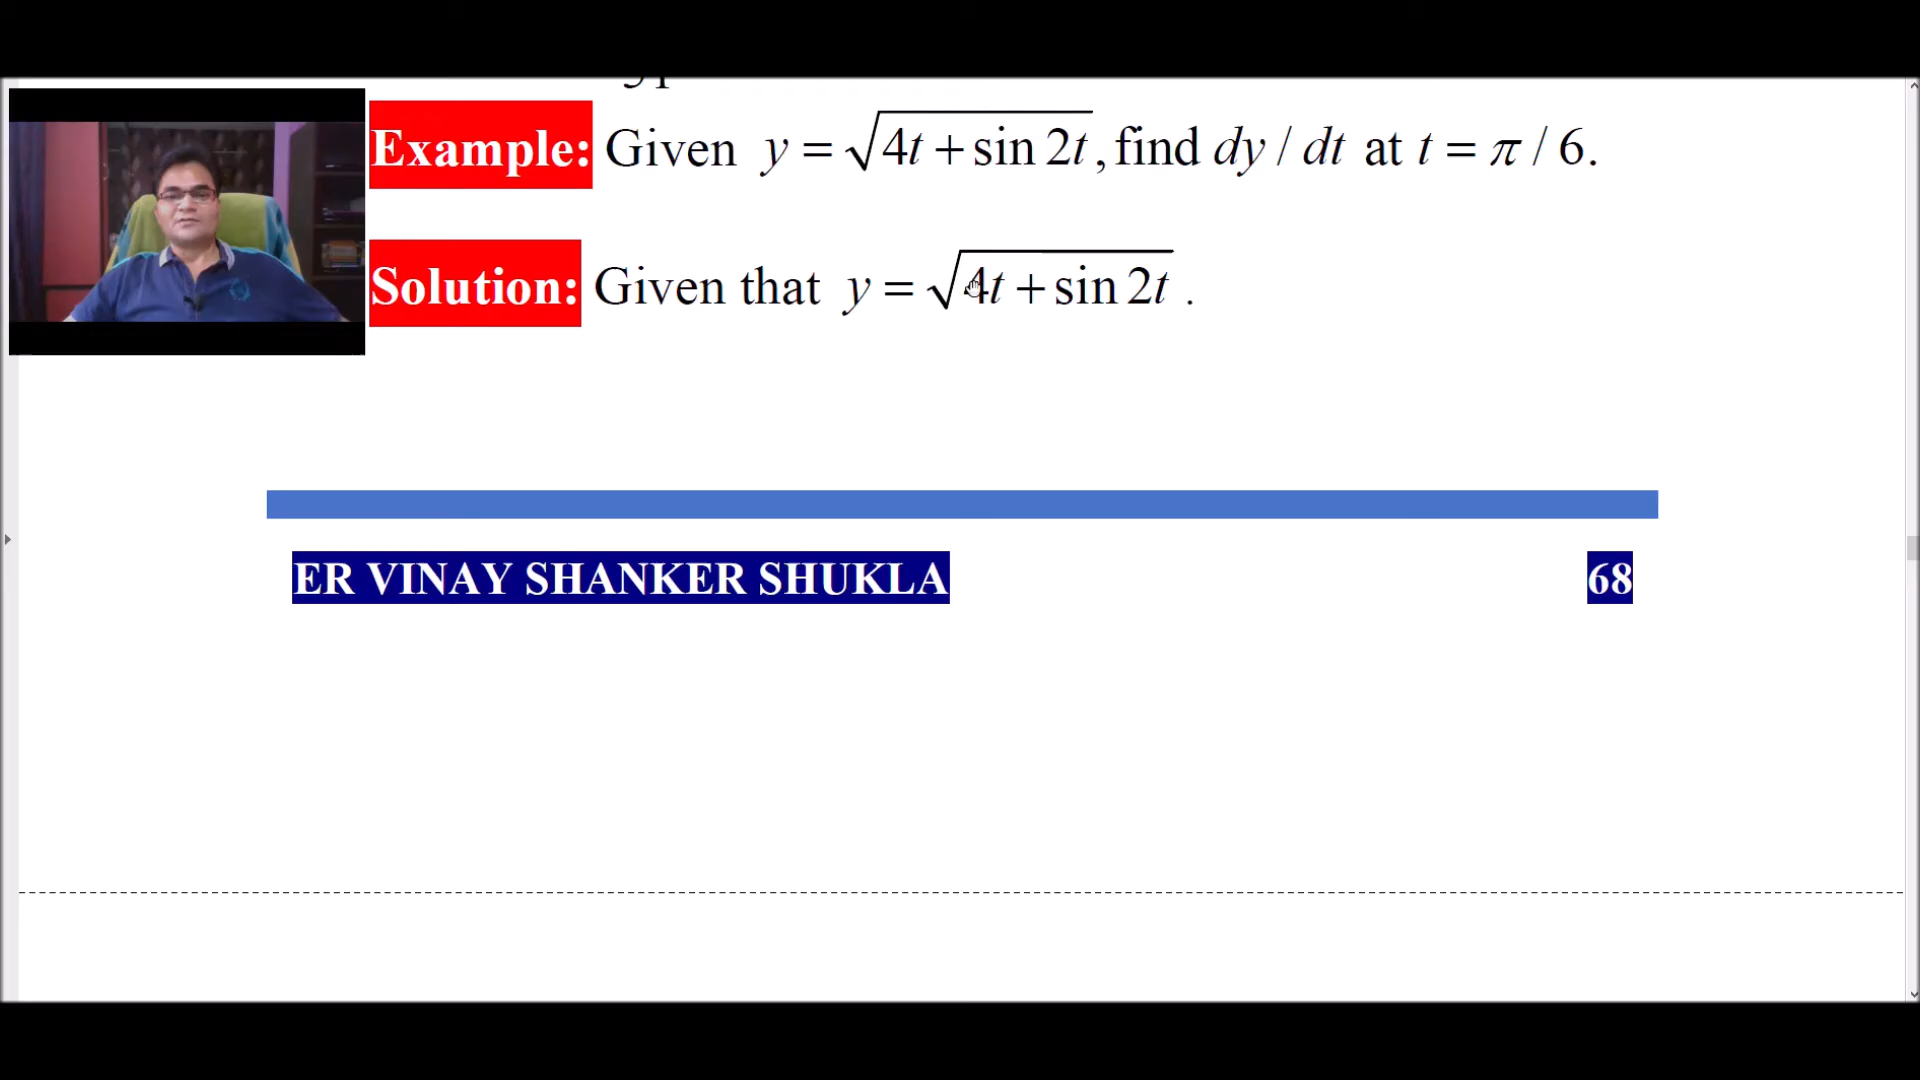 Example: Given y = √4t + sin 2t, find dy / dt at t = π / 6.
Solution: Given that y = √4t + sin 2t .
ER VINAY SHANKER SHUKLA 68